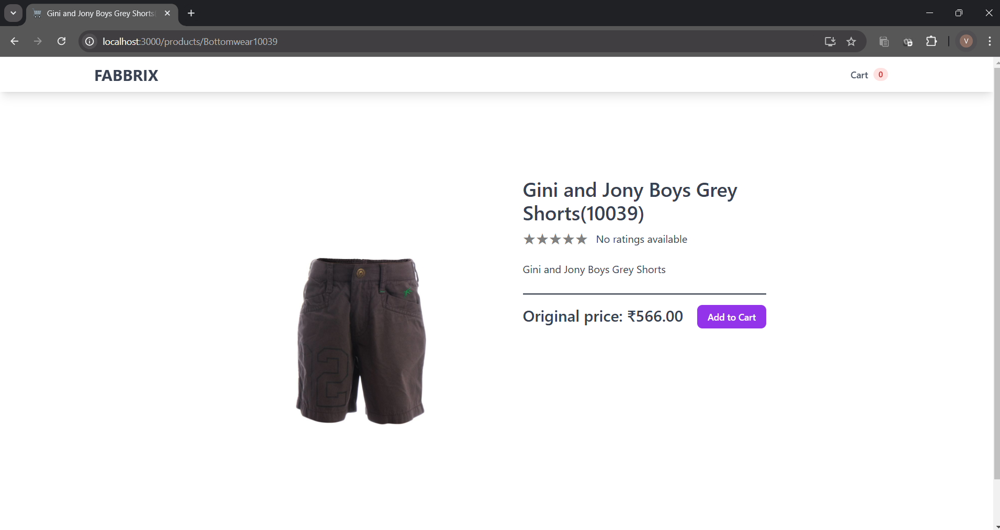 Gini and Jony Boys Grey Shorts(
localhost:3000/products/Bottomwear10039
V
FABBRIX
Cart 0
Gini and Jony Boys Grey
Shorts(10039)
★★★★★ No ratings available
Gini and Jony Boys Grey Shorts
Original price: ₹566.00 Add to Cart
12